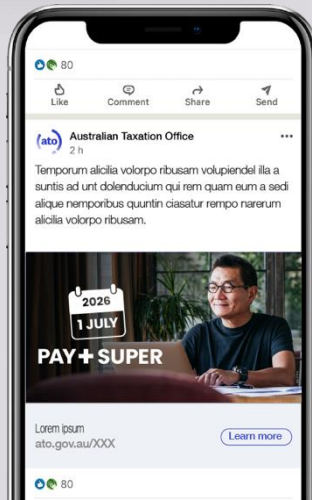 80
Like Comment Share Send
ato Australian Taxation Office
2 h
Temporum alicilia volorpo ribusam volupiendel illa a
suntis ad unt dolenducium qui rem quam eum a sedi
alique nemporibus quuntin ciasatur rempo narerum
alicilia volorpo ribusam.
2026
1 JULY
PAY+ SUPER
Lorem ipsum
ato.gov.au/XXX
Learn more
80